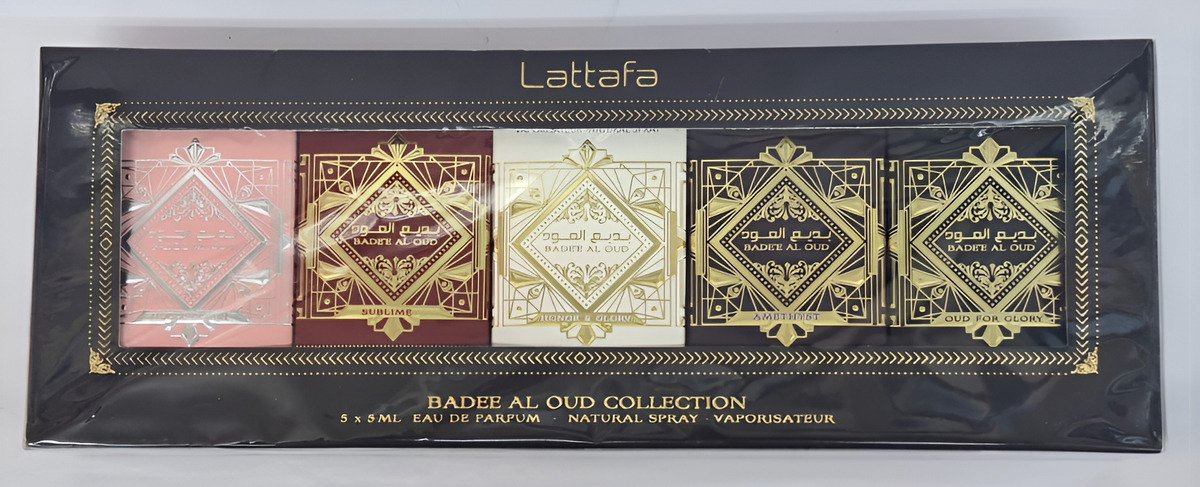 Lattafa
بديع العود
BADEE AL OUD
SUBLIME
بديع العود
BADEE AL OUD
HONOR & GLORY
بديع العود
BADEE AL OUD
AMETHYST
بديع العود
BADEE AL OUD
OUD FOR GLORY
BADEE AL OUD COLLECTION
5 x 5ML EAU DE PARFUM · NATURAL SPRAY · VAPORISATEUR